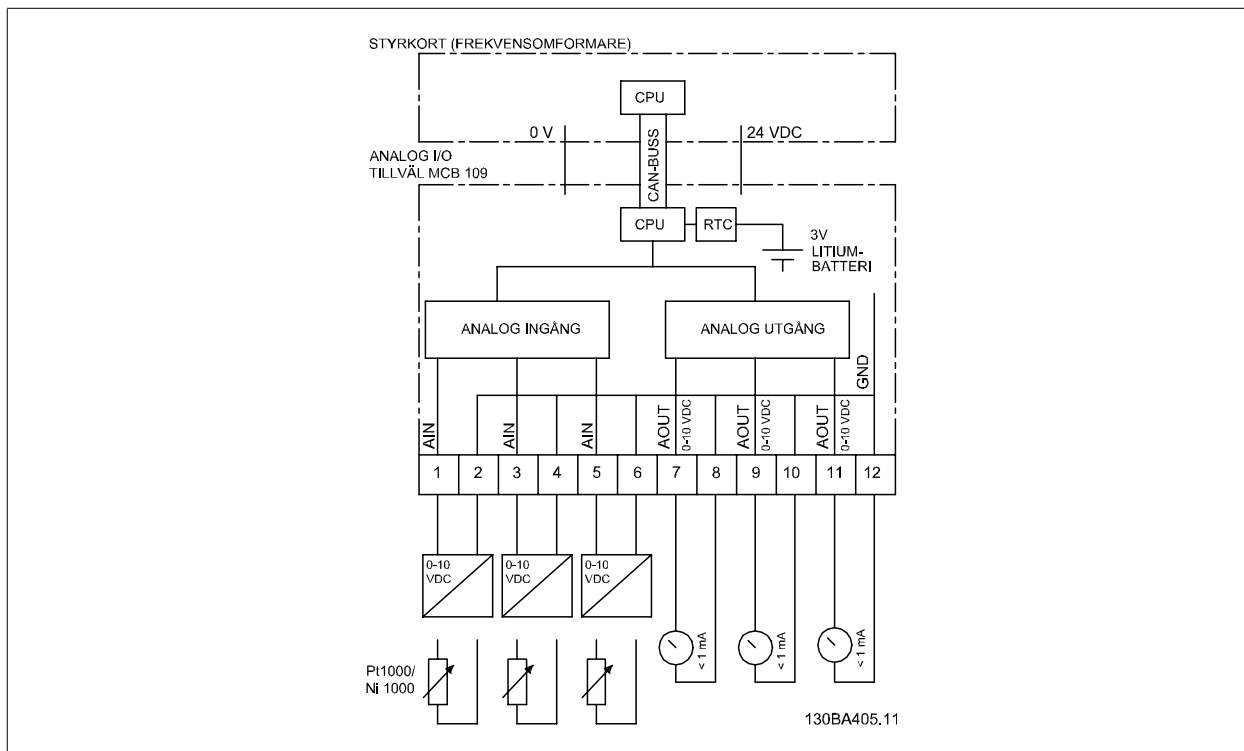 STYRKORT (FREKVENSOMFORMARE)
CPU
0 V
24 VDC
CAN-BUSS
ANALOG I/O
TILLVÄL MCB 109
CPU
RTC
3V
LITIUM-
BATTERI
ANALOG INGÅNG
ANALOG UTGÅNG
GND
AIN
AIN
AIN
AOUT
0-10 VDC
AOUT
0-10 VDC
AOUT
0-10 VDC
1
2
3
4
5
6
7
8
9
10
11
12
0-10
VDC
0-10
VDC
0-10
VDC
< 1 mA
< 1 mA
< 1 mA
Pt1000/
Ni 1000
130BA405.11